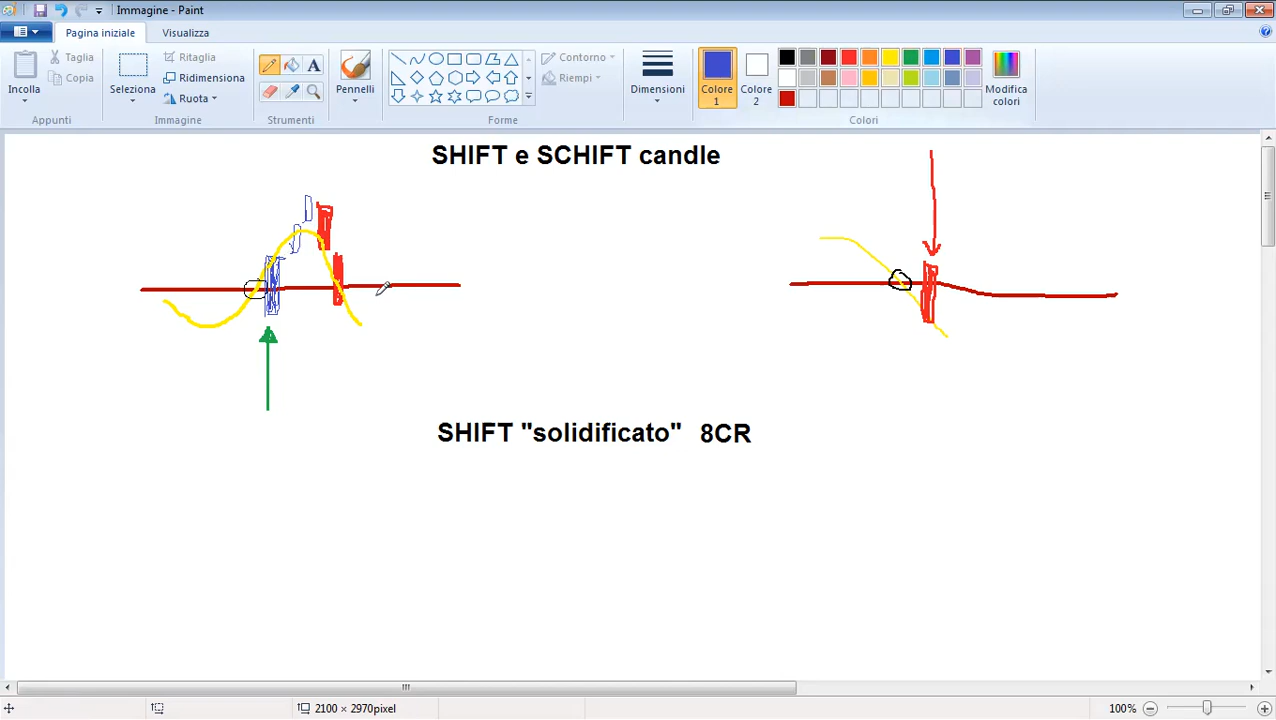 Immagine - Paint
Pagina iniziale
Visualizza
Incolla
Taglia
Copia
Appunti
Seleziona
Ritaglia
Ridimensiona
Ruota
Immagine
Strumenti
Pennelli
Contorno
Riempi
Forme
Dimensioni
Colore 1
Colore 2
Modifica colori
Colori
SHIFT e SCHIFT candle
SHIFT "solidificato" 8CR
2100 × 2970pixel
100%